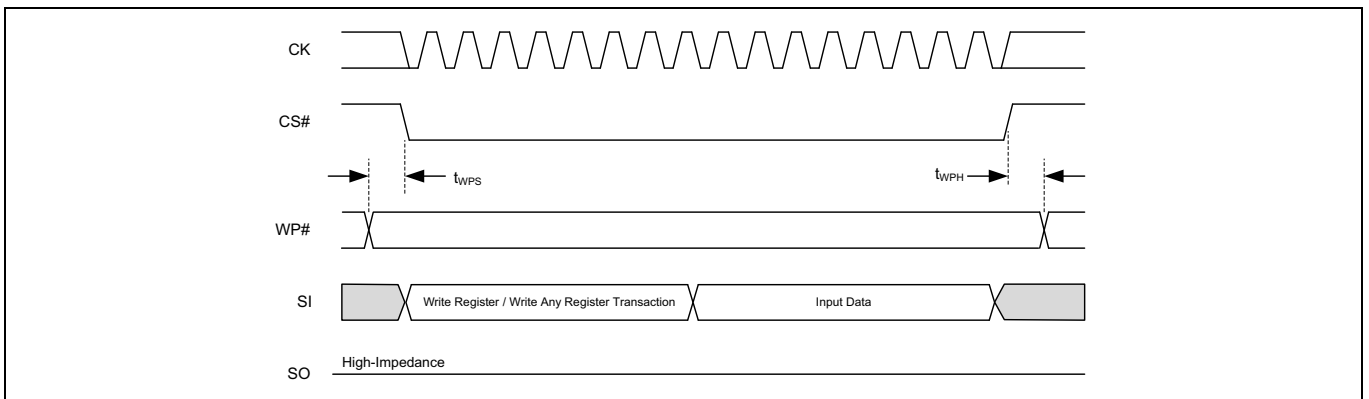 CK
CS#
tWPS
tWPH
WP#
SI
Write Register / Write Any Register Transaction
Input Data
High-Impedance
SO